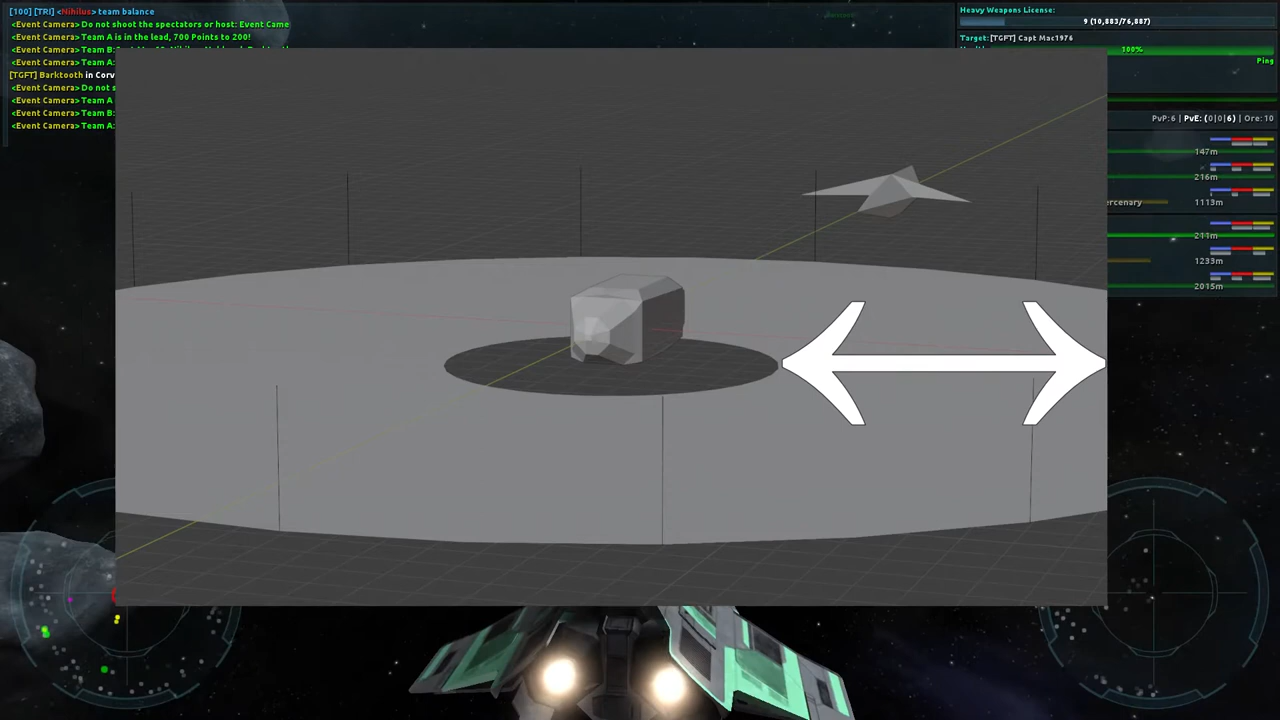 [100] [TRI] <Nihilus> team balance
<Event Camera> Do not shoot the spectators or host: Event Came
<Event Camera> Team A is in the lead, 700 Points to 200!
<Event Camera> Team B:
<Event Camera> Team A:
[TGFT] Barktooth in Corv
<Event Camera> Do not s
<Event Camera> Team A
<Event Camera> Team B:
<Event Camera> Team A:
Heavy Weapons License:
9 (10,883/76,887)
Target: [TGFT] Capt Mac1976
100%
Ping
PvP: 6 | PvE: (0|0|6) | Ore: 10
147m
216m
ercenary 1113m
211m
1233m
2015m